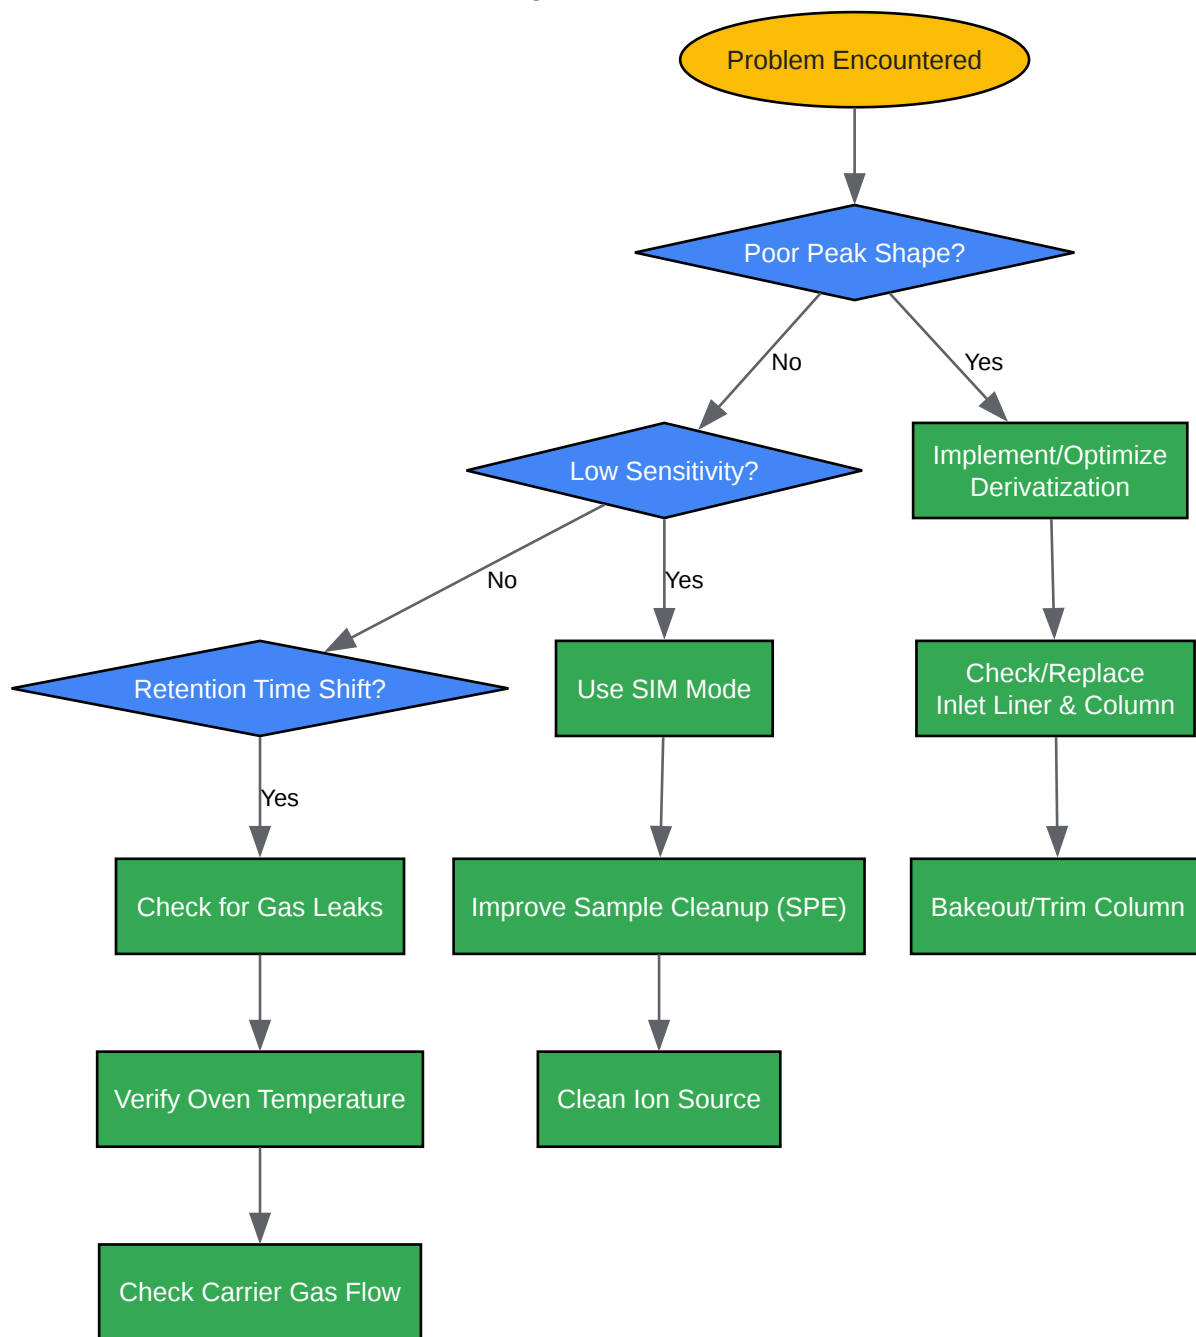 Problem Encountered
Poor Peak Shape?
No
Yes
Low Sensitivity?
Implement/Optimize
Derivatization
No
Yes
Retention Time Shift?
Use SIM Mode
Check/Replace
Inlet Liner & Column
Yes
Check for Gas Leaks
Improve Sample Cleanup (SPE)
Bakeout/Trim Column
Verify Oven Temperature
Clean Ion Source
Check Carrier Gas Flow